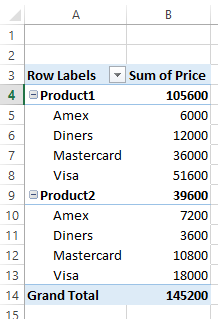 A B
1
2
3 Row Labels Sum of Price
4 Product1 105600
5 Amex 6000
6 Diners 12000
7 Mastercard 36000
8 Visa 51600
9 Product2 39600
10 Amex 7200
11 Diners 3600
12 Mastercard 10800
13 Visa 18000
14 Grand Total 145200
15